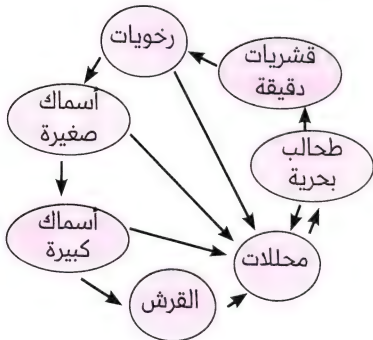 رخويات
قشريات
دقيقة
أسماك
صغيرة
طحالب
بحرية
أسماك
كبيرة
محللات
القرش